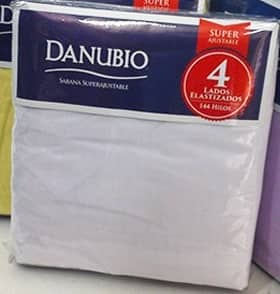 SUPER
AJUSTABLE
DANUBIO
SABANA SUPERAJUSTABLE
4
LADOS
ELASTIZADOS
144 HILOS